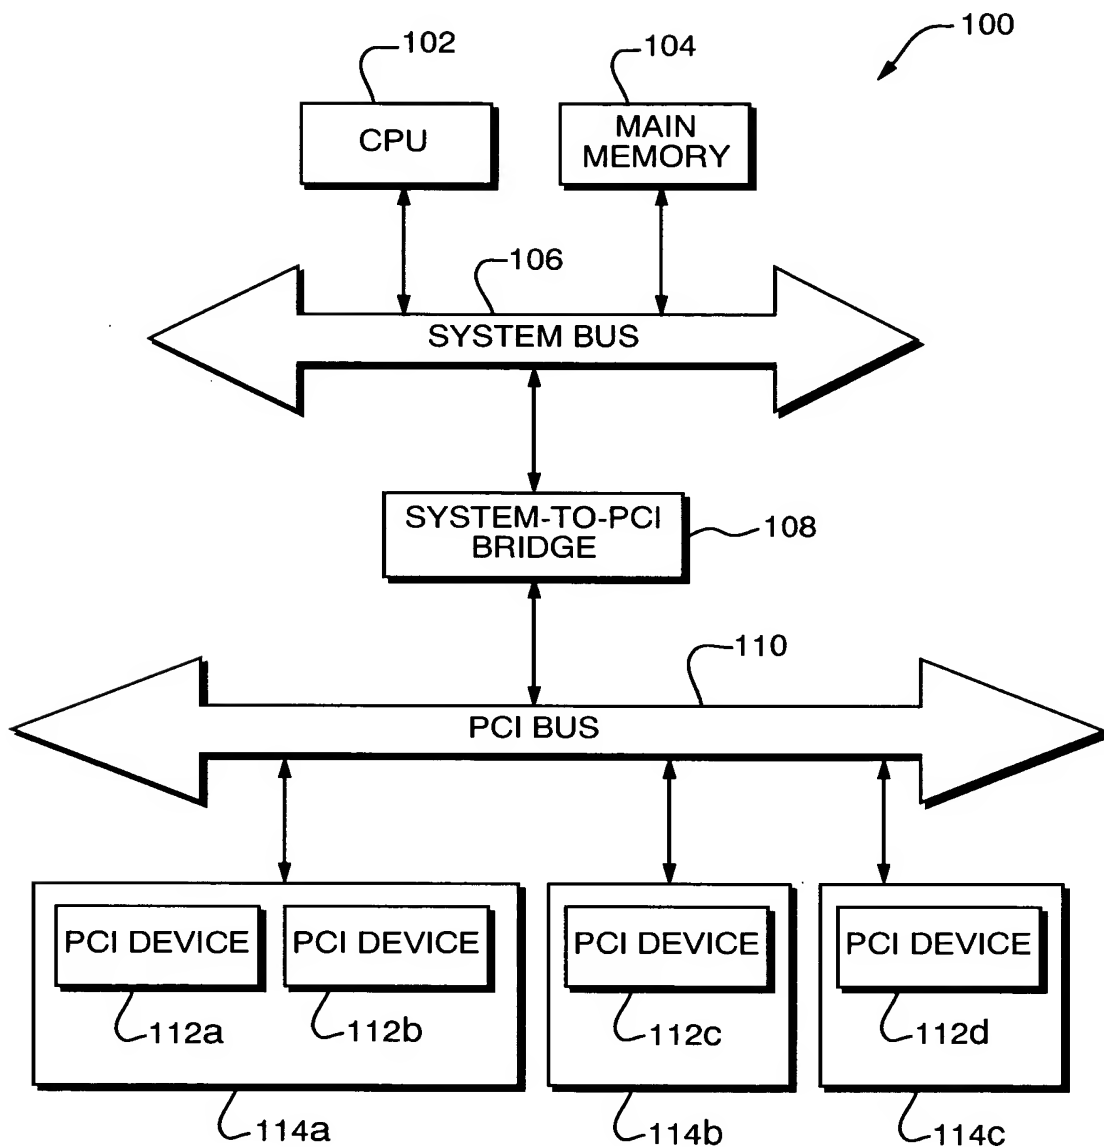 100
102
104
CPU
MAIN
MEMORY
106
SYSTEM BUS
SYSTEM-TO-PCI
BRIDGE
108
110
PCI BUS
PCI DEVICE
PCI DEVICE
PCI DEVICE
PCI DEVICE
112a
112b
112c
112d
114a
114b
114c